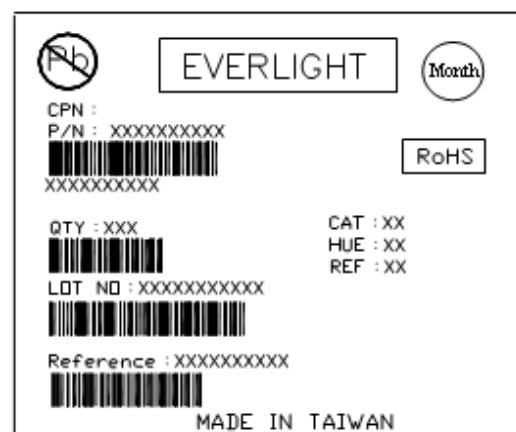 Pb
EVERLIGHT
Month
CPN :
P/N : XXXXXXXXXX
RoHS
XXXXXXXXXX
QTY : XXX
CAT : XX
HUE : XX
REF : XX
LOT NO : XXXXXXXXXXX
Reference : XXXXXXXXXX
MADE IN TAIWAN